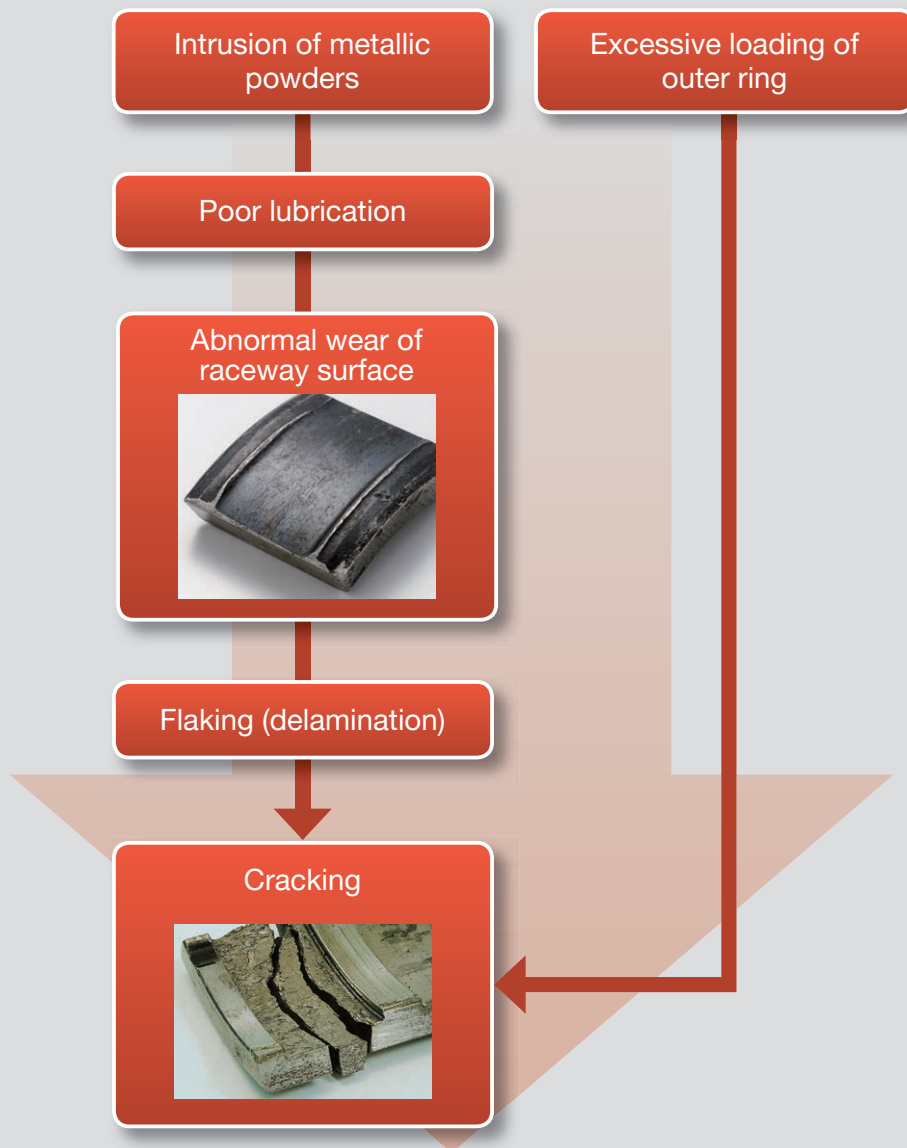 Intrusion of metallic
powders
Excessive loading of
outer ring
Poor lubrication
Abnormal wear of
raceway surface
Flaking (delamination)
Cracking